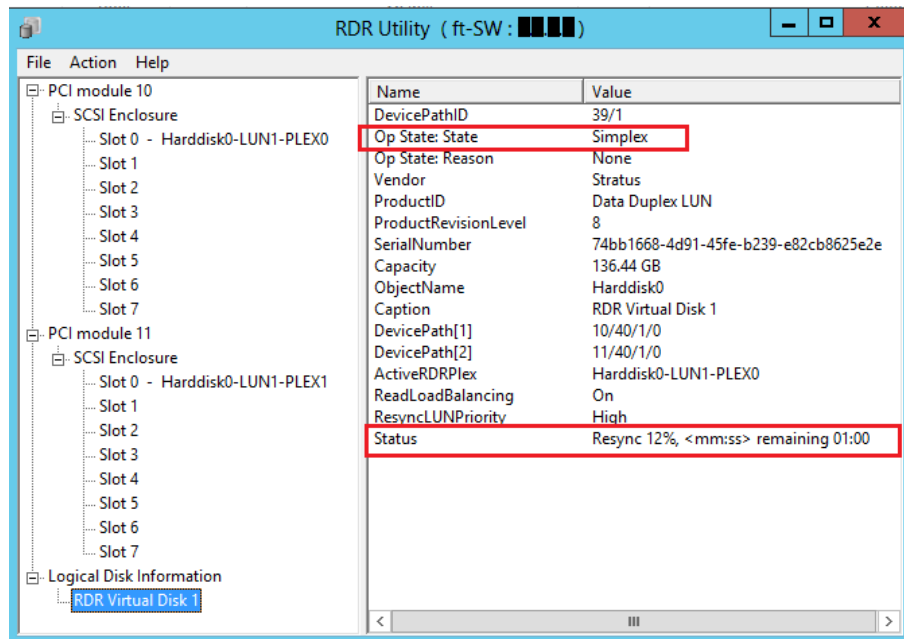 RDR Utility ( ft-SW : )
File Action Help
PCI module 10
SCSI Enclosure
Slot 0 - Harddisk0-LUN1-PLEX0
Slot 1
Slot 2
Slot 3
Slot 4
Slot 5
Slot 6
Slot 7
PCI module 11
SCSI Enclosure
Slot 0 - Harddisk0-LUN1-PLEX1
Slot 1
Slot 2
Slot 3
Slot 4
Slot 5
Slot 6
Slot 7
Logical Disk Information
RDR Virtual Disk 1
Name Value
DevicePathID 39/1
Op State: State Simplex
Op State: Reason None
Vendor Stratus
ProductID Data Duplex LUN
ProductRevisionLevel 8
SerialNumber 74bb1668-4d91-45fe-b239-e82cb8625e2e
Capacity 136.44 GB
ObjectName Harddisk0
Caption RDR Virtual Disk 1
DevicePath[1] 10/40/1/0
DevicePath[2] 11/40/1/0
ActiveRDRPlex Harddisk0-LUN1-PLEX0
ReadLoadBalancing On
ResyncLUNPriority High
Status Resync 12%, <mm:ss> remaining 01:00